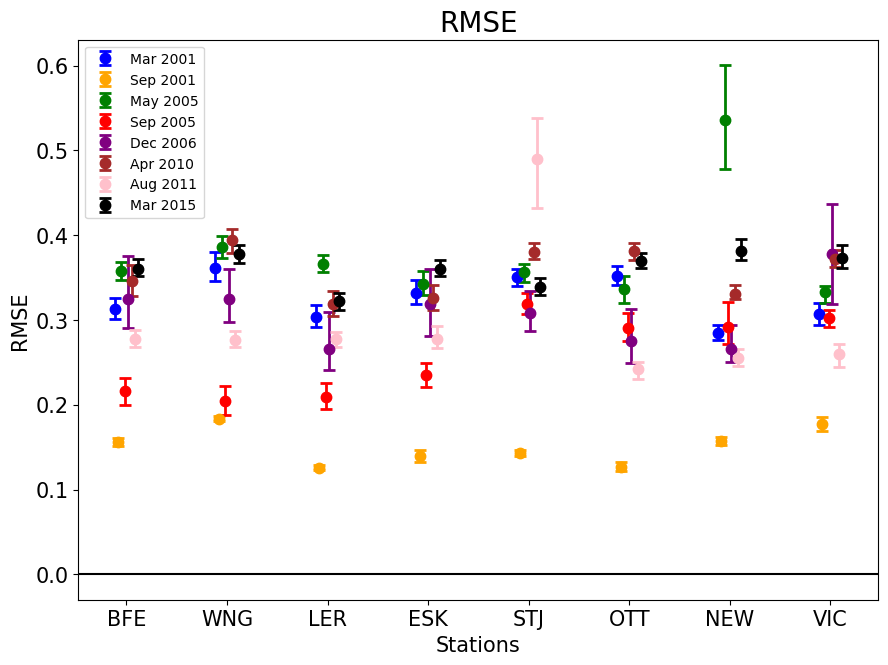 RMSE
Mar 2001
Sep 2001
May 2005
Sep 2005
Dec 2006
Apr 2010
Aug 2011
Mar 2015
RMSE
0.6
0.5
0.4
0.3
0.2
0.1
0.0
BFE WNG LER ESK STJ OTT NEW VIC
Stations